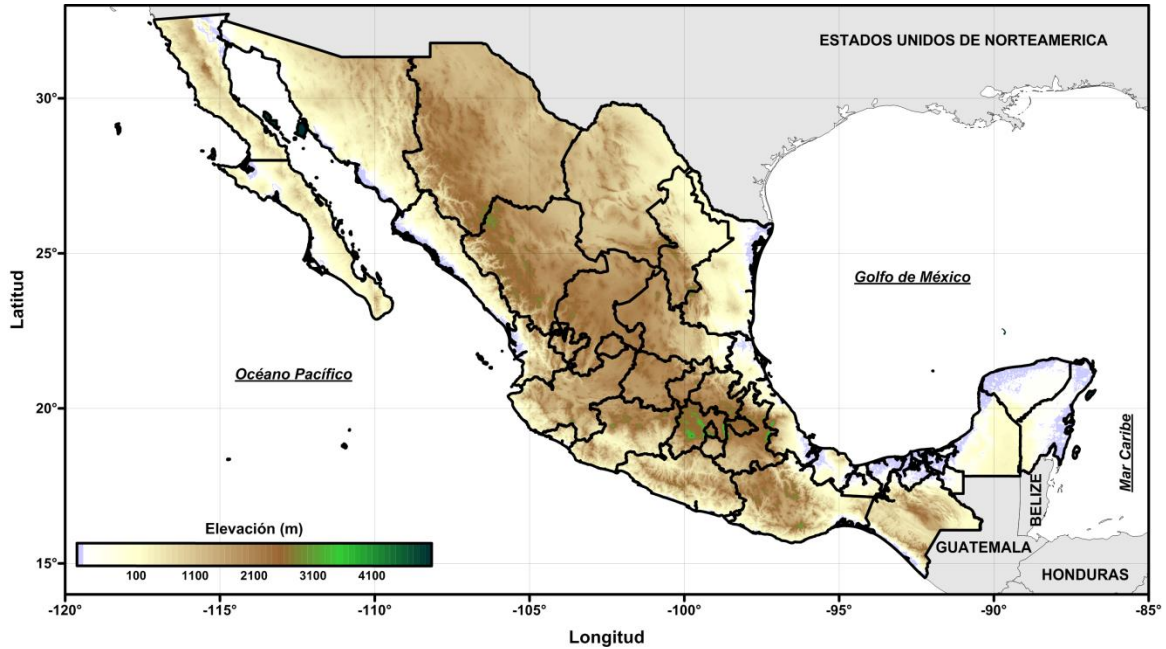 ESTADOS UNIDOS DE NORTEAMERICA
30°
25°
20°
15°
Latitud
Golfo de México
Océano Pacífico
Mar Caribe
BELIZE
GUATEMALA
HONDURAS
Elevación (m)
100 1100 2100 3100 4100
-120° -115° -110° -105° -100° -95° -90° -85°
Longitud